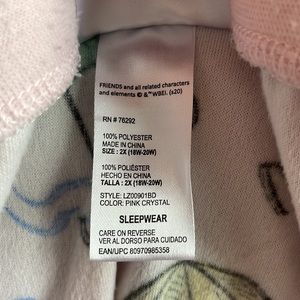 FRIENDS and all related characters
and elements © &™WBEI. (s20)
RN # 76292
100% POLYESTER
MADE IN CHINA
SIZE: 2X (18W-20W)
100% POLIÉSTER
HECHO EN CHINA
TALLA: 2X (18W-20W)
STYLE: LZ00901BD
COLOR: PINK CRYSTAL
SLEEPWEAR
CARE ON REVERSE
VER AL DORSO PARA CUIDADO
EAN/UPC 80970985358